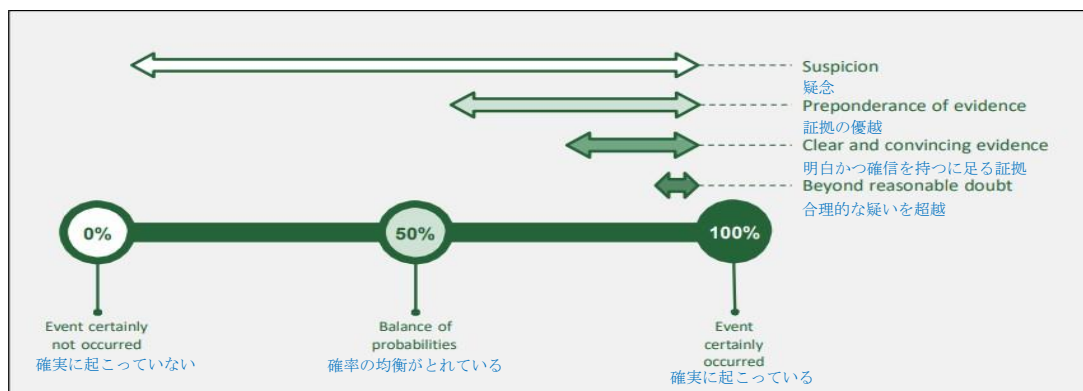 Suspicion
疑念
Preponderance of evidence
証拠の優越
Clear and convincing evidence
明白かつ確信を持つに足る証拠
Beyond reasonable doubt
合理的な疑いを超越
0%
50%
100%
Event certainly
not occurred
確実に起こっていない
Balance of
probabilities
確率の均衡がとれている
Event
certainly
occurred
確実に起こっている